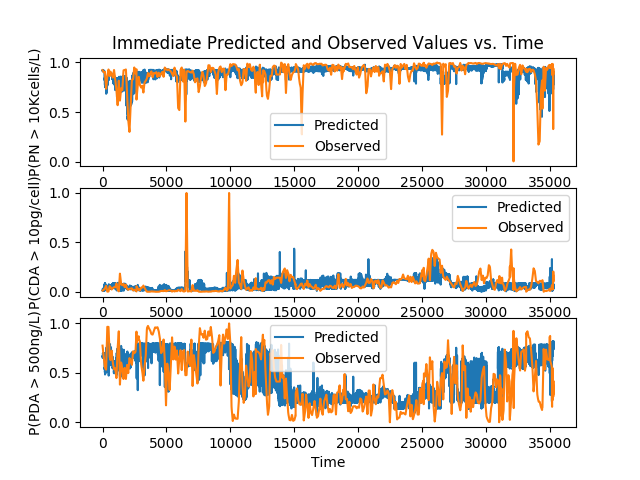 Immediate Predicted and Observed Values vs. Time
P(PN > 10Kcells/L)
1.0
0.5
0.0
Predicted
Observed
0 5000 10000 15000 20000 25000 30000 35000
P(CDA > 10pg/cell)
1.0
0.5
0.0
Predicted
Observed
0 5000 10000 15000 20000 25000 30000 35000
P(PDA > 500ng/L)
1.0
0.5
0.0
Predicted
Observed
0 5000 10000 15000 20000 25000 30000 35000
Time